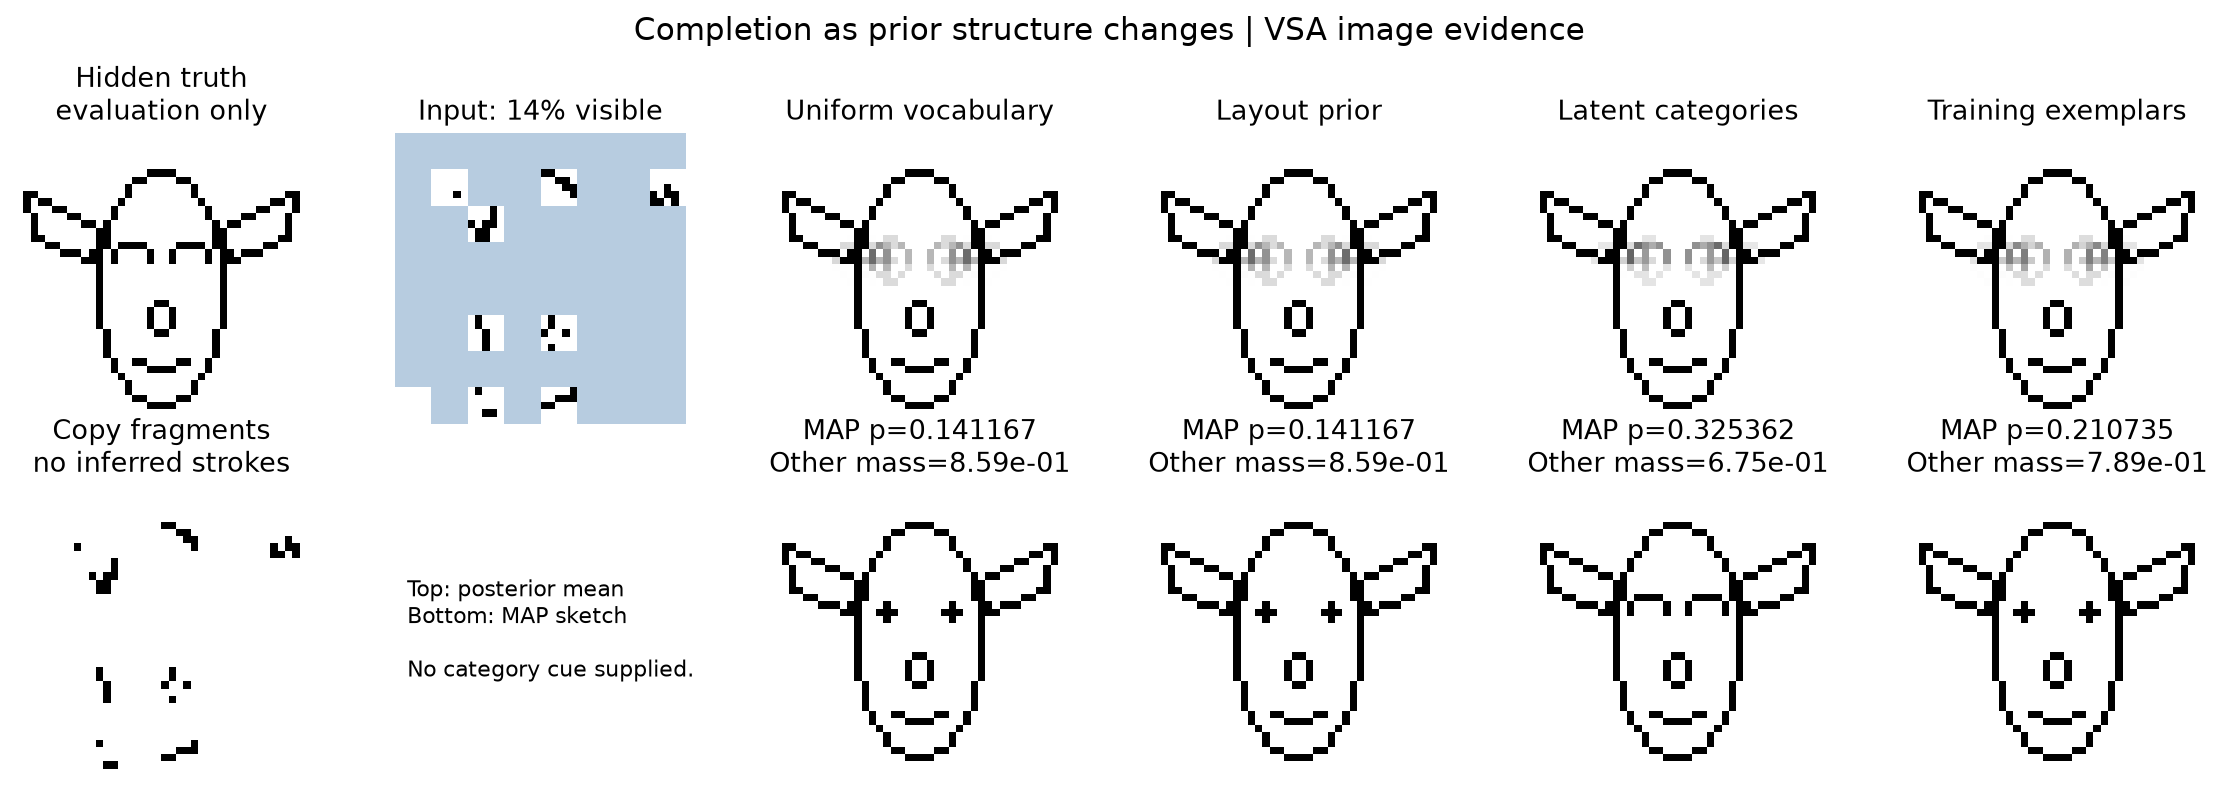 Completion as prior structure changes | VSA image evidence
Hidden truth
evaluation only
Input: 14% visible
Uniform vocabulary
Layout prior
Latent categories
Training exemplars
Copy fragments
no inferred strokes
MAP p=0.141167
Other mass=8.59e-01
MAP p=0.141167
Other mass=8.59e-01
MAP p=0.325362
Other mass=6.75e-01
MAP p=0.210735
Other mass=7.89e-01
Top: posterior mean
Bottom: MAP sketch
No category cue supplied.